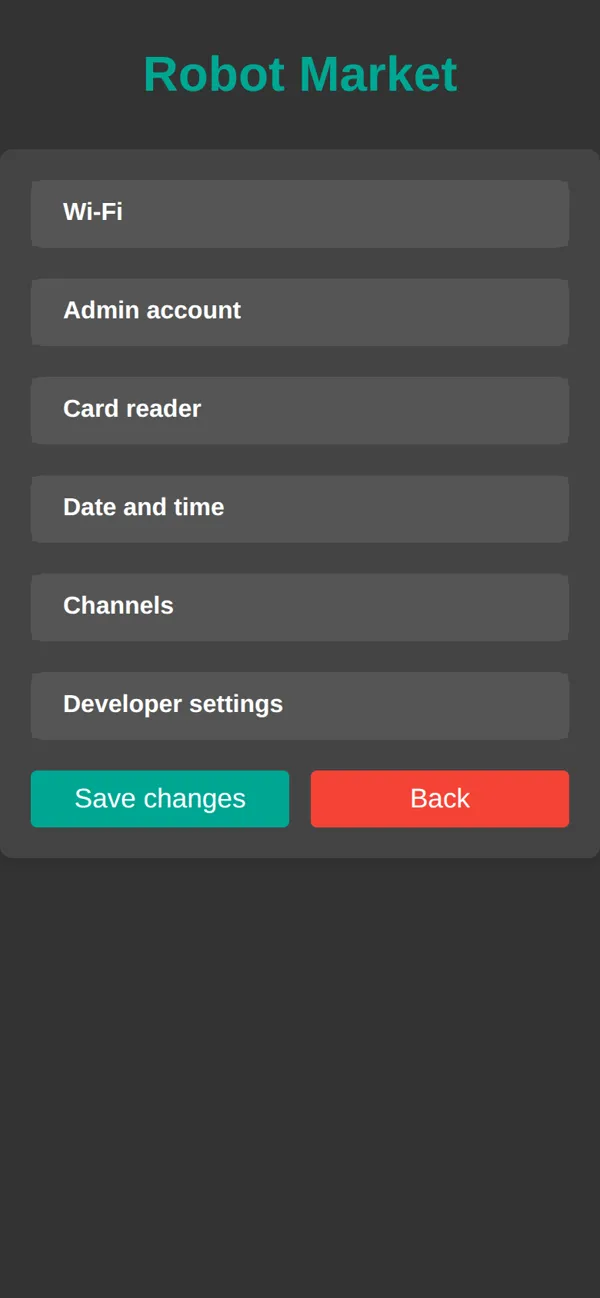 Robot Market
Wi-Fi
Admin account
Card reader
Date and time
Channels
Developer settings
Save changes
Back